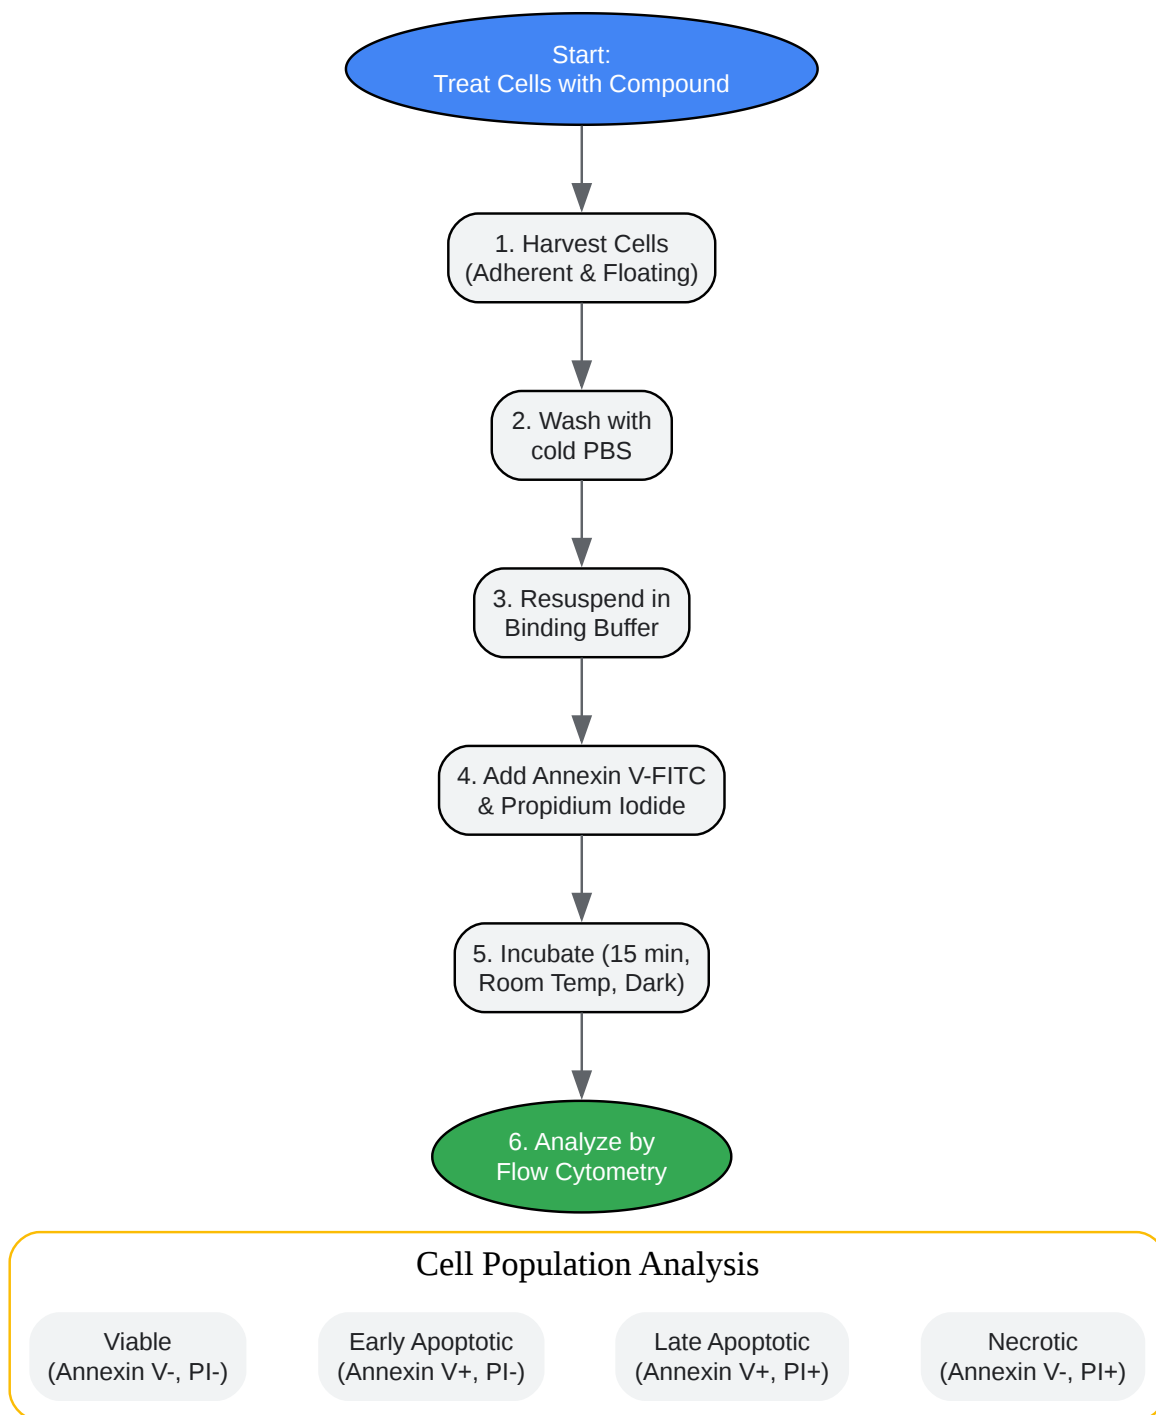 Start:
Treat Cells with Compound
1. Harvest Cells
(Adherent & Floating)
2. Wash with
cold PBS
3. Resuspend in
Binding Buffer
4. Add Annexin V-FITC
& Propidium Iodide
5. Incubate (15 min,
Room Temp, Dark)
6. Analyze by
Flow Cytometry
Cell Population Analysis
Viable
(Annexin V-, PI-)
Early Apoptotic
(Annexin V+, PI-)
Late Apoptotic
(Annexin V+, PI+)
Necrotic
(Annexin V-, PI+)